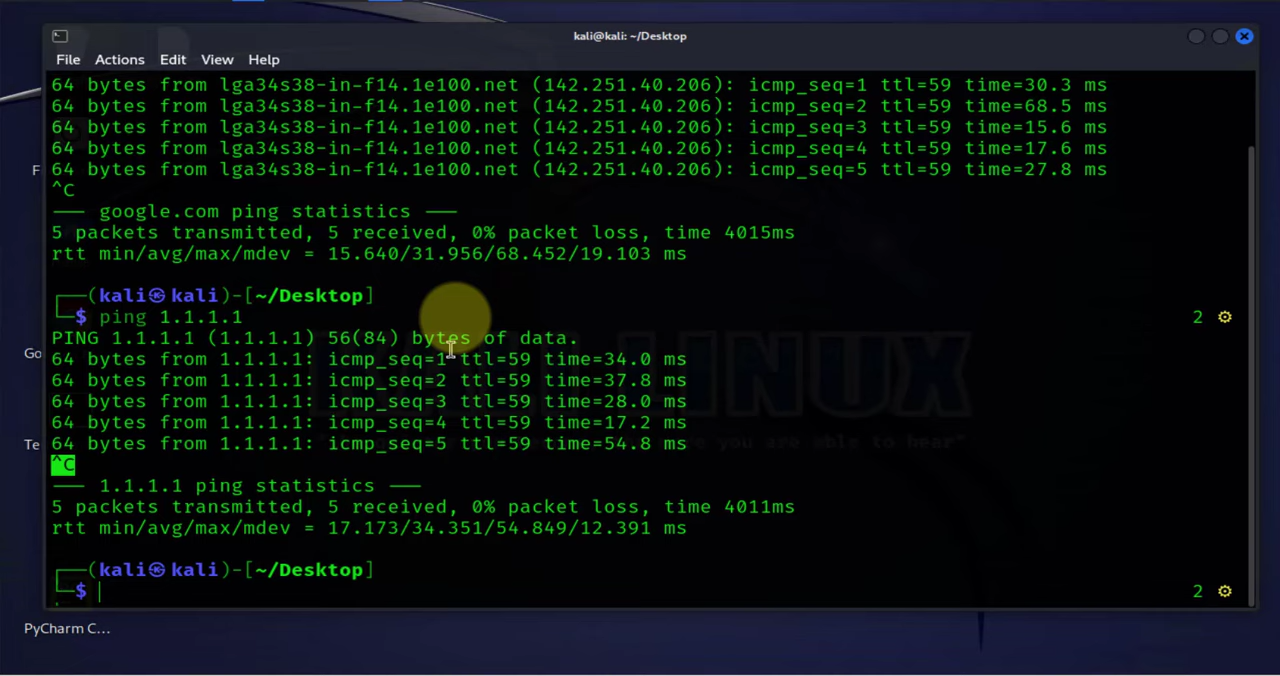 kali@kali: ~/Desktop
File Actions Edit View Help
64 bytes from lga34s38-in-f14.1e100.net (142.251.40.206): icmp_seq=1 ttl=59 time=30.3 ms
64 bytes from lga34s38-in-f14.1e100.net (142.251.40.206): icmp_seq=2 ttl=59 time=68.5 ms
64 bytes from lga34s38-in-f14.1e100.net (142.251.40.206): icmp_seq=3 ttl=59 time=15.6 ms
64 bytes from lga34s38-in-f14.1e100.net (142.251.40.206): icmp_seq=4 ttl=59 time=17.6 ms
64 bytes from lga34s38-in-f14.1e100.net (142.251.40.206): icmp_seq=5 ttl=59 time=27.8 ms
^C
── google.com ping statistics ──
5 packets transmitted, 5 received, 0% packet loss, time 4015ms
rtt min/avg/max/mdev = 15.640/31.956/68.452/19.103 ms
┌──(kali㉿kali)-[~/Desktop]
└─$ ping 1.1.1.1 2 ⚙
PING 1.1.1.1 (1.1.1.1) 56(84) bytes of data.
64 bytes from 1.1.1.1: icmp_seq=1 ttl=59 time=34.0 ms
64 bytes from 1.1.1.1: icmp_seq=2 ttl=59 time=37.8 ms
64 bytes from 1.1.1.1: icmp_seq=3 ttl=59 time=28.0 ms
64 bytes from 1.1.1.1: icmp_seq=4 ttl=59 time=17.2 ms
64 bytes from 1.1.1.1: icmp_seq=5 ttl=59 time=54.8 ms
^C
── 1.1.1.1 ping statistics ──
5 packets transmitted, 5 received, 0% packet loss, time 4011ms
rtt min/avg/max/mdev = 17.173/34.351/54.849/12.391 ms
┌──(kali㉿kali)-[~/Desktop]
└─$ 2 ⚙
F
Go
Te
LINUX
you are able to hear"
PyCharm C...